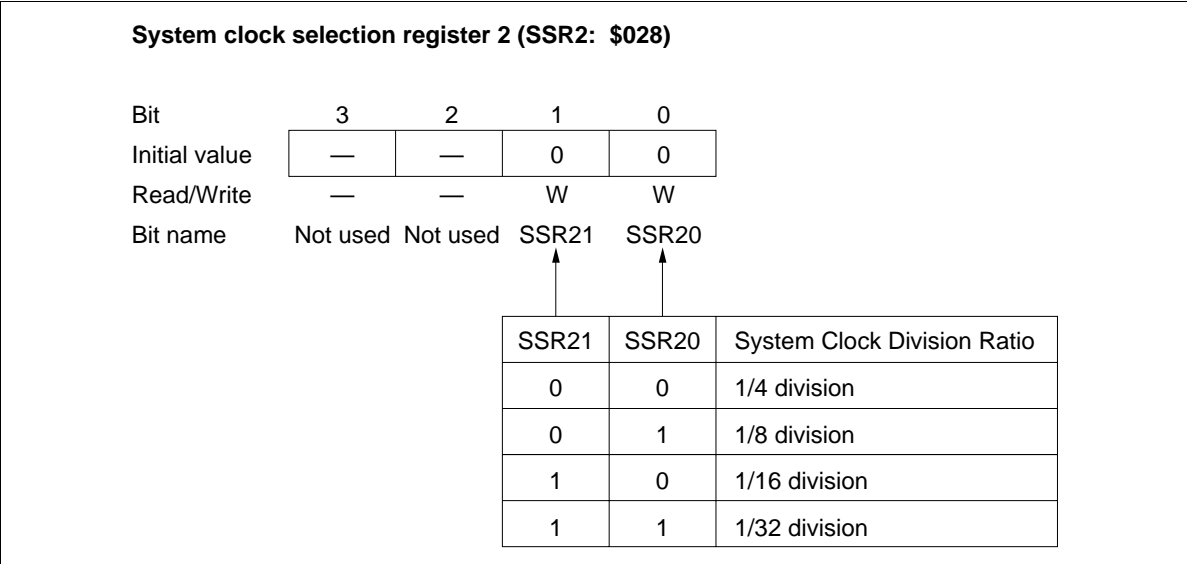 System clock selection register 2 (SSR2: $028)
Bit 3 2 1 0
Initial value — — 0 0
Read/Write — — W W
Bit name Not used Not used SSR21 SSR20
SSR21 SSR20 System Clock Division Ratio
0 0 1/4 division
0 1 1/8 division
1 0 1/16 division
1 1 1/32 division